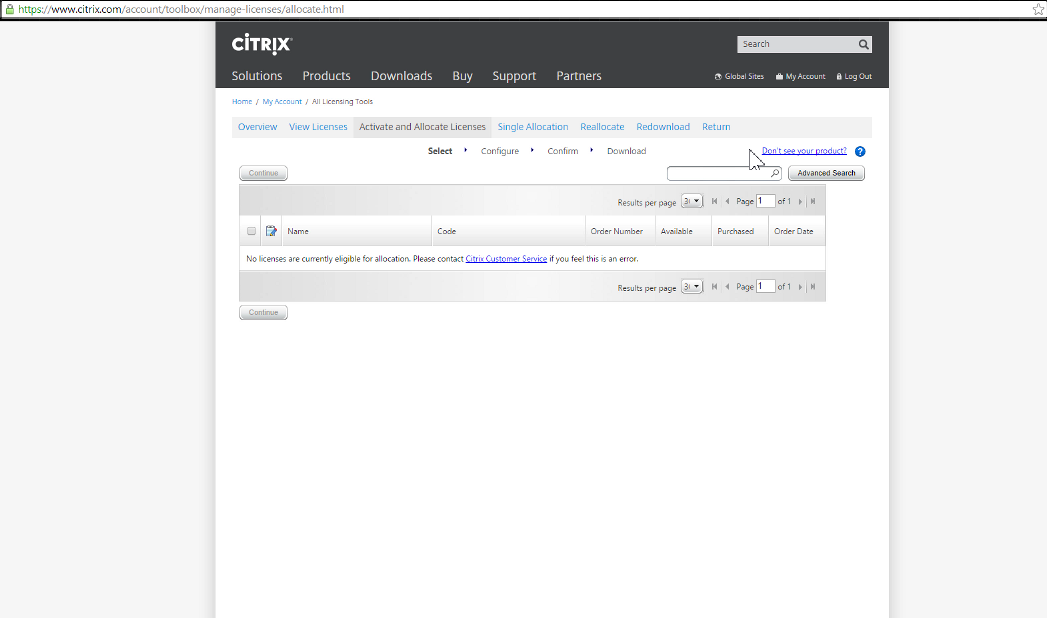 https://www.citrix.com/account/toolbox/manage-licenses/allocate.html
CITRIX
Search
Solutions Products Downloads Buy Support Partners
Global Sites My Account Log Out
Home / My Account / All Licensing Tools
Overview View Licenses Activate and Allocate Licenses Single Allocation Reallocate Redownload Return
Select Configure Confirm Download
Don't see your product? ?
Continue
Advanced Search
Results per page Page 1 of 1
Name Code Order Number Available Purchased Order Date
No licenses are currently eligible for allocation. Please contact Citrix Customer Service if you feel this is an error.
Results per page Page 1 of 1
Continue